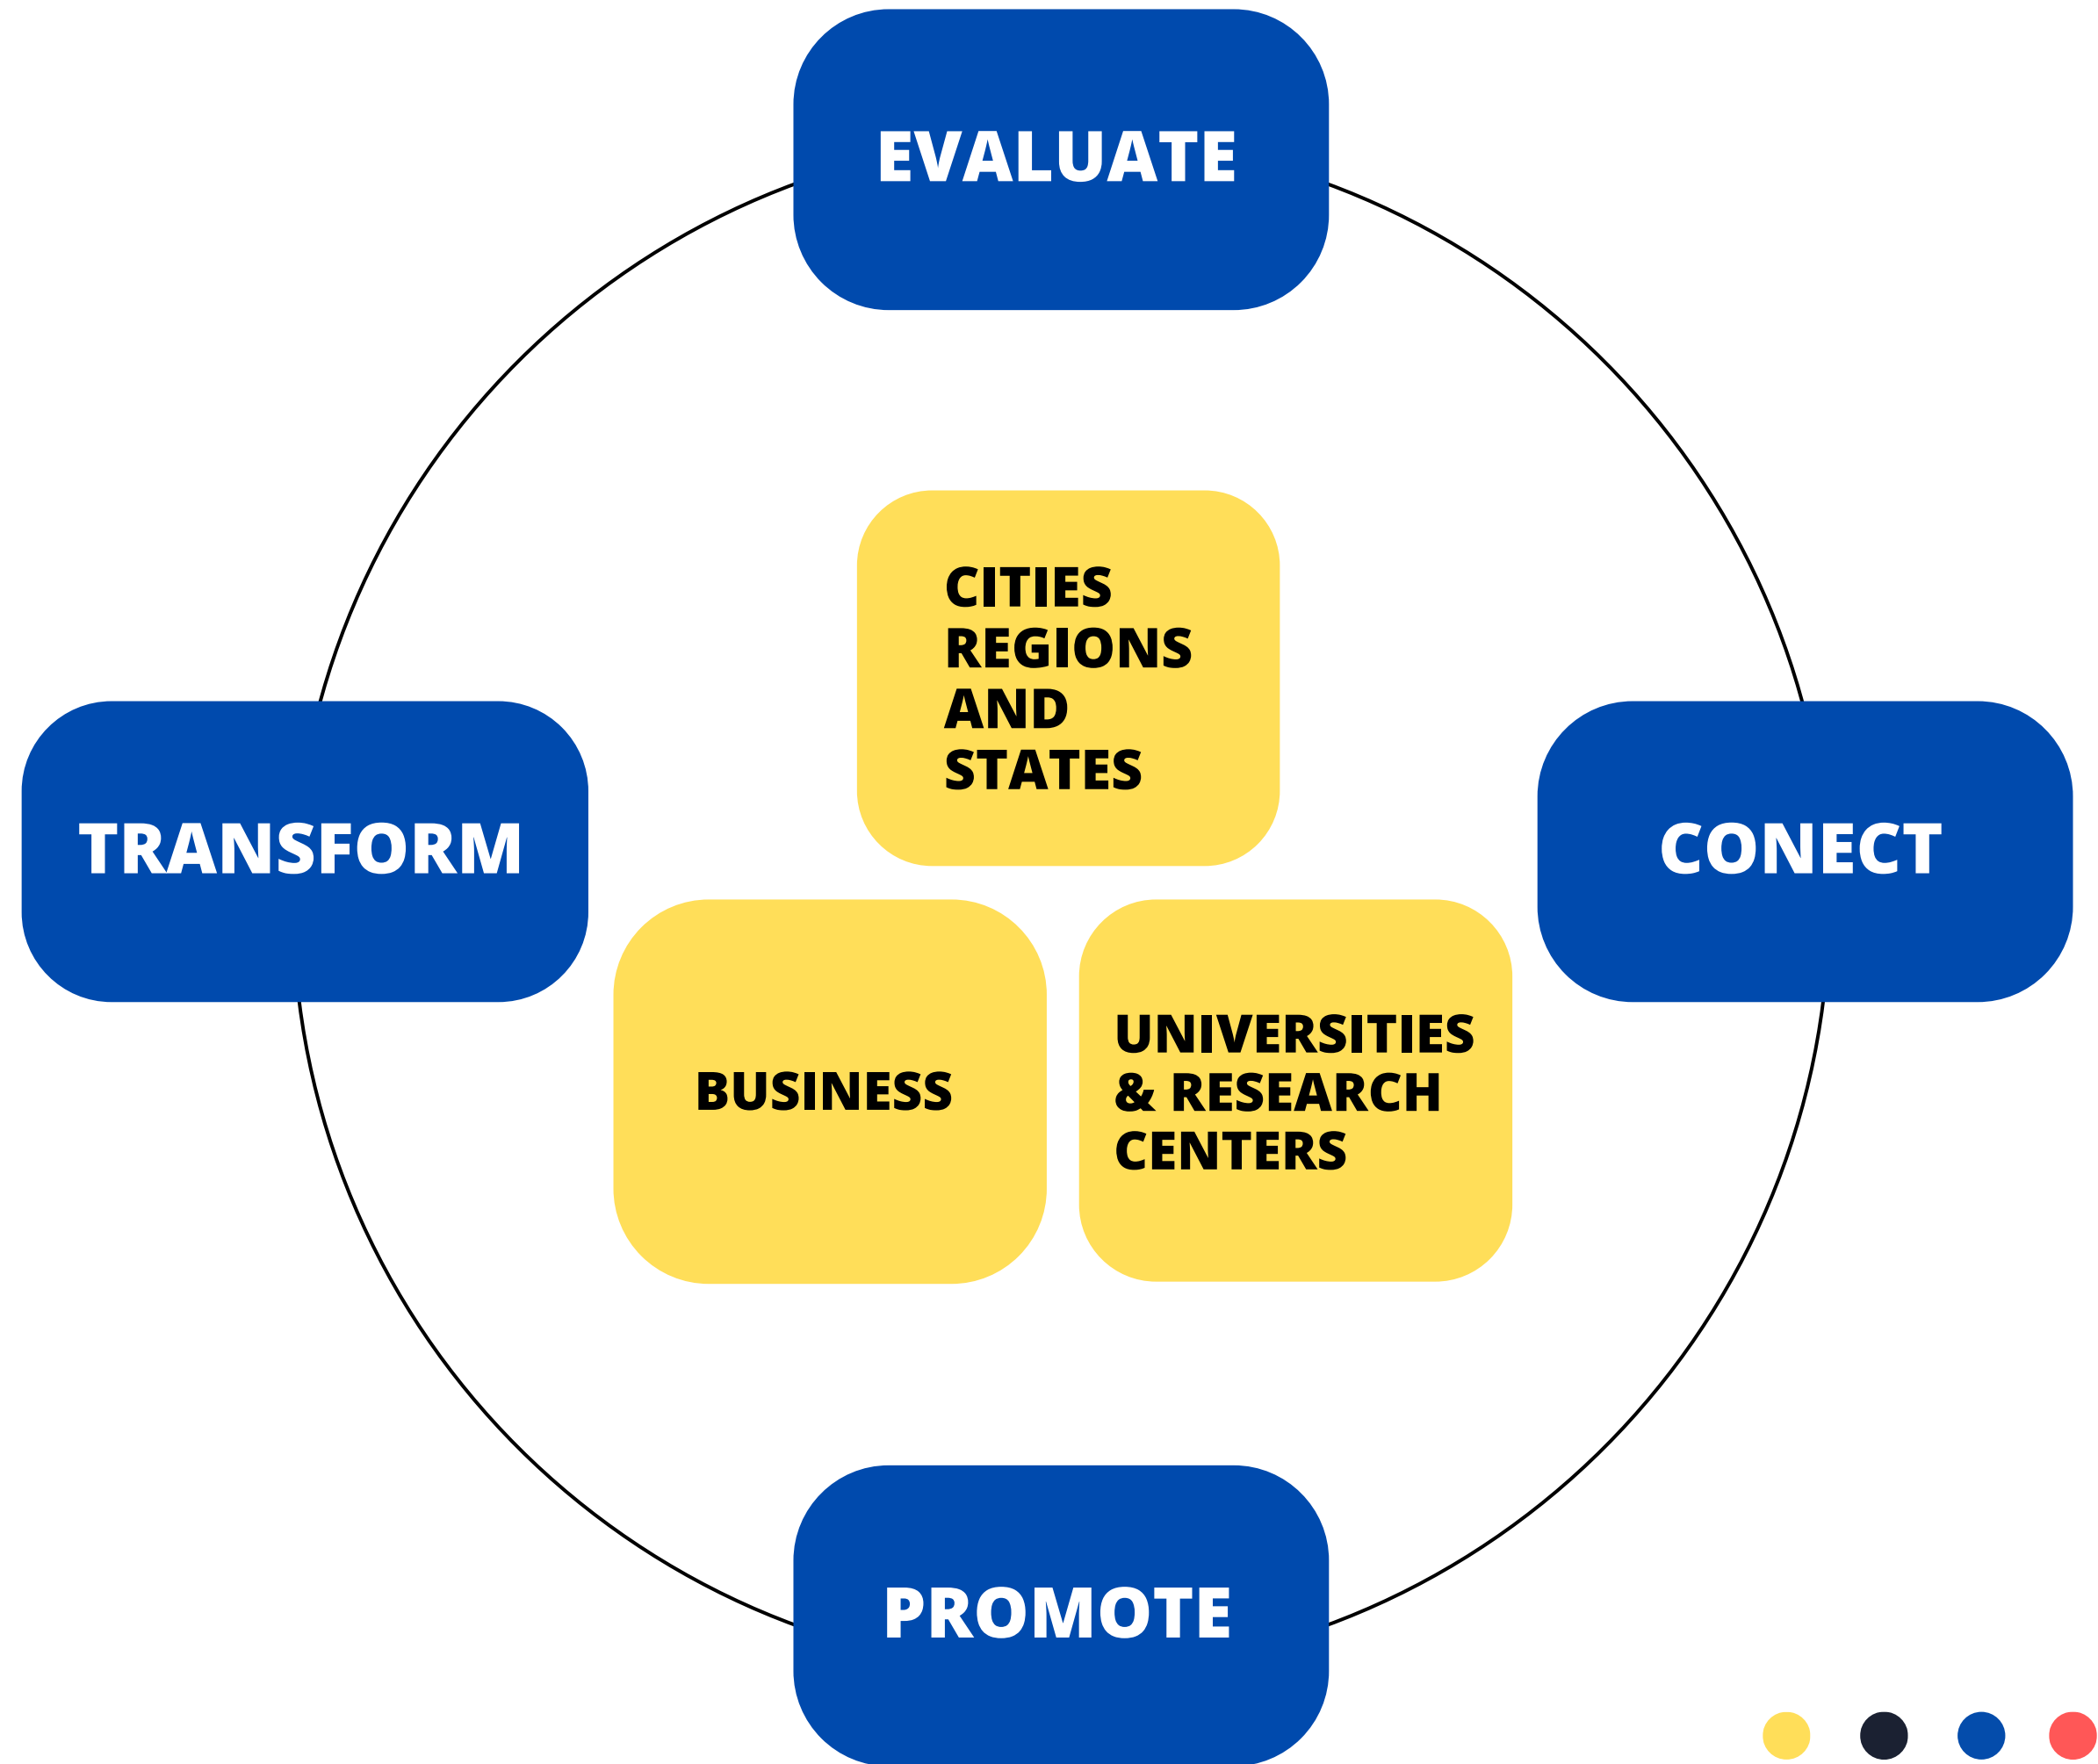 EVALUATE
CITIES
REGIONS
AND
STATES
TRANSFORM
CONECT
BUSINESS
UNIVERSITIES
& RESEARCH
CENTERS
PROMOTE